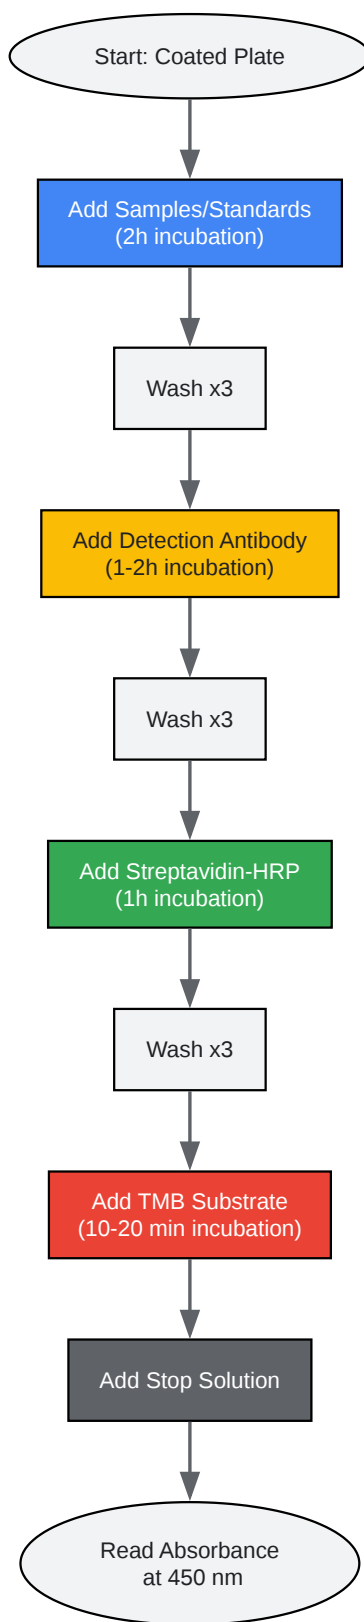 Start: Coated Plate
Add Samples/Standards
(2h incubation)
Wash x3
Add Detection Antibody
(1-2h incubation)
Wash x3
Add Streptavidin-HRP
(1h incubation)
Wash x3
Add TMB Substrate
(10-20 min incubation)
Add Stop Solution
Read Absorbance
at 450 nm